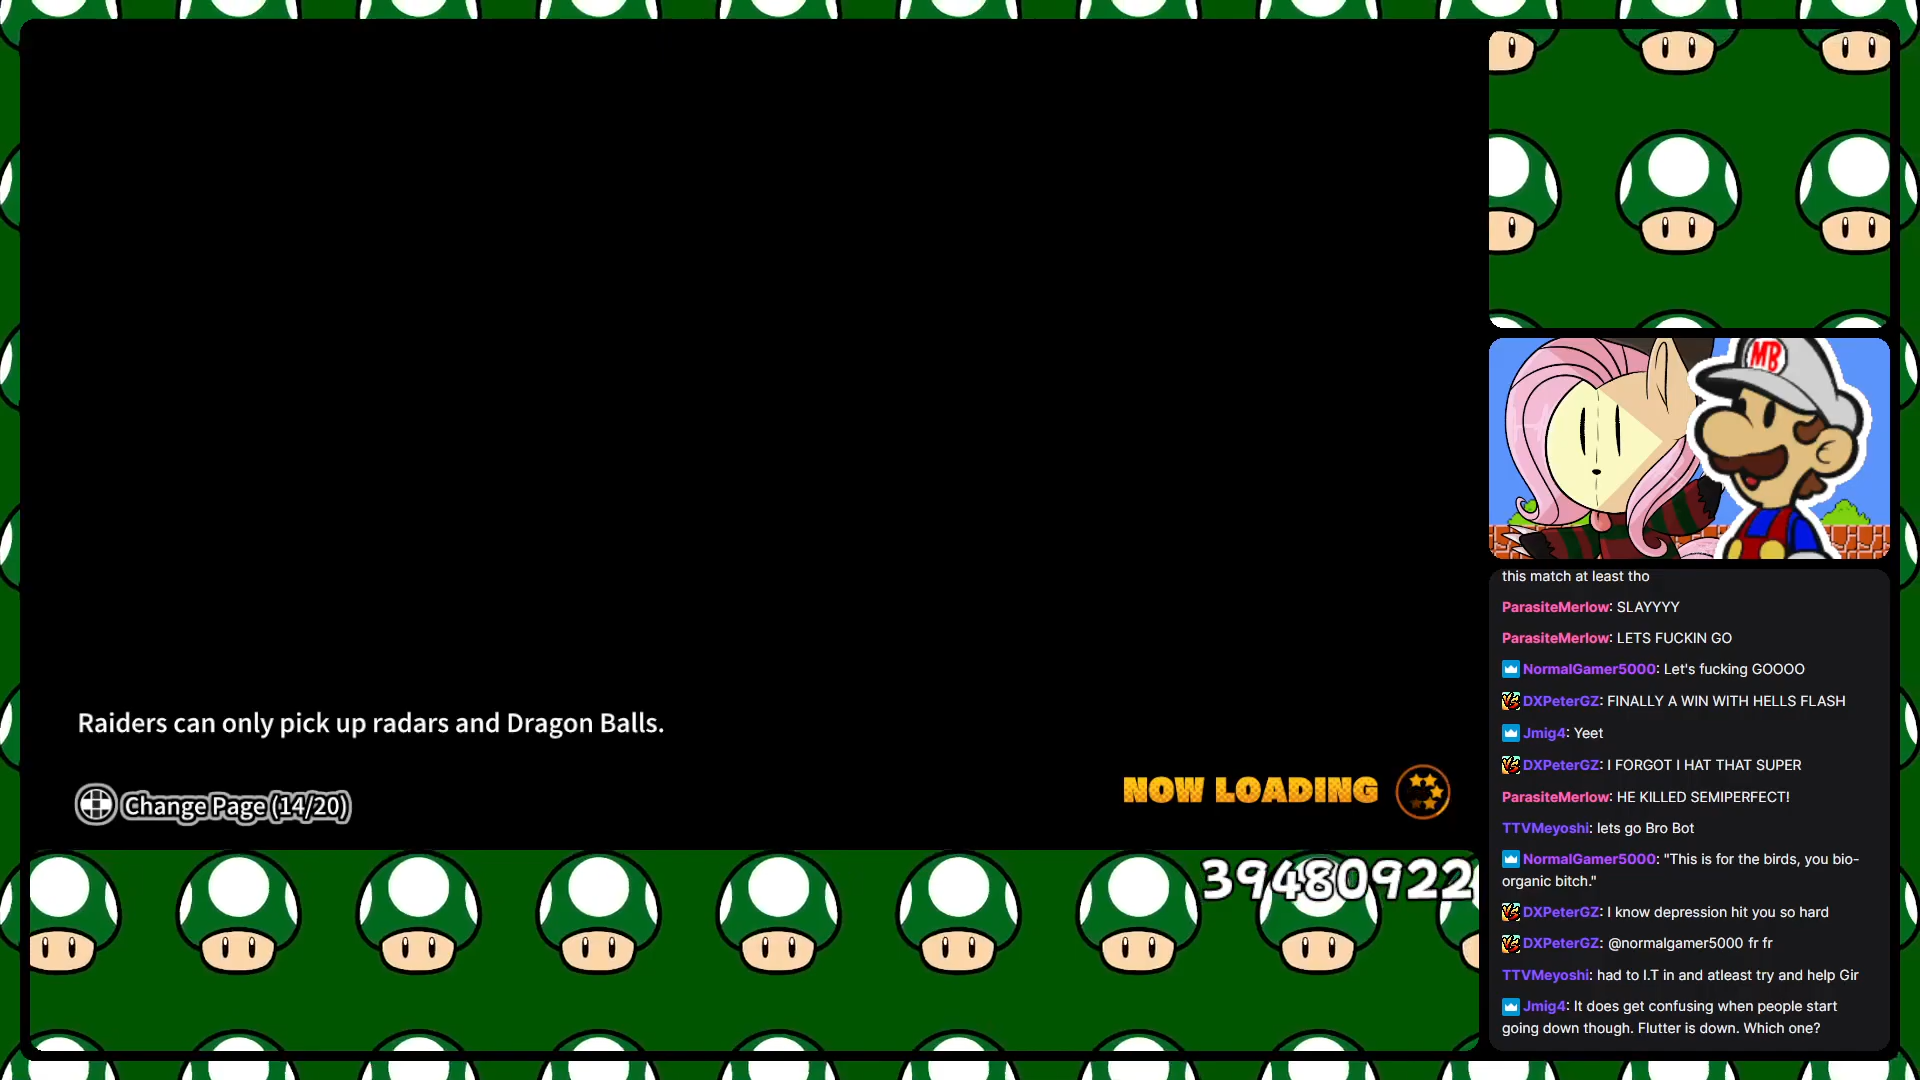 MB
this match at least tho
ParasiteMerlow: SLAYYYY
ParasiteMerlow: LETS FUCKIN GO
NormalGamer5000: Let's fucking GOOOO
DXPeterGZ: FINALLY A WIN WITH HELLS FLASH
Jmig4: Yeet
DXPeterGZ: I FORGOT I HAT THAT SUPER
ParasiteMerlow: HE KILLED SEMIPERFECT!
TTVMeyoshi: lets go Bro Bot
NormalGamer5000: "This is for the birds, you bio-
organic bitch."
DXPeterGZ: I know depression hit you so hard
DXPeterGZ: @normalgamer5000 fr fr
TTVMeyoshi: had to I.T in and atleast try and help Gir
Jmig4: It does get confusing when people start
going down though. Flutter is down. Which one?
Raiders can only pick up radars and Dragon Balls.
Change Page (14/20)
NOW LOADING
39480922